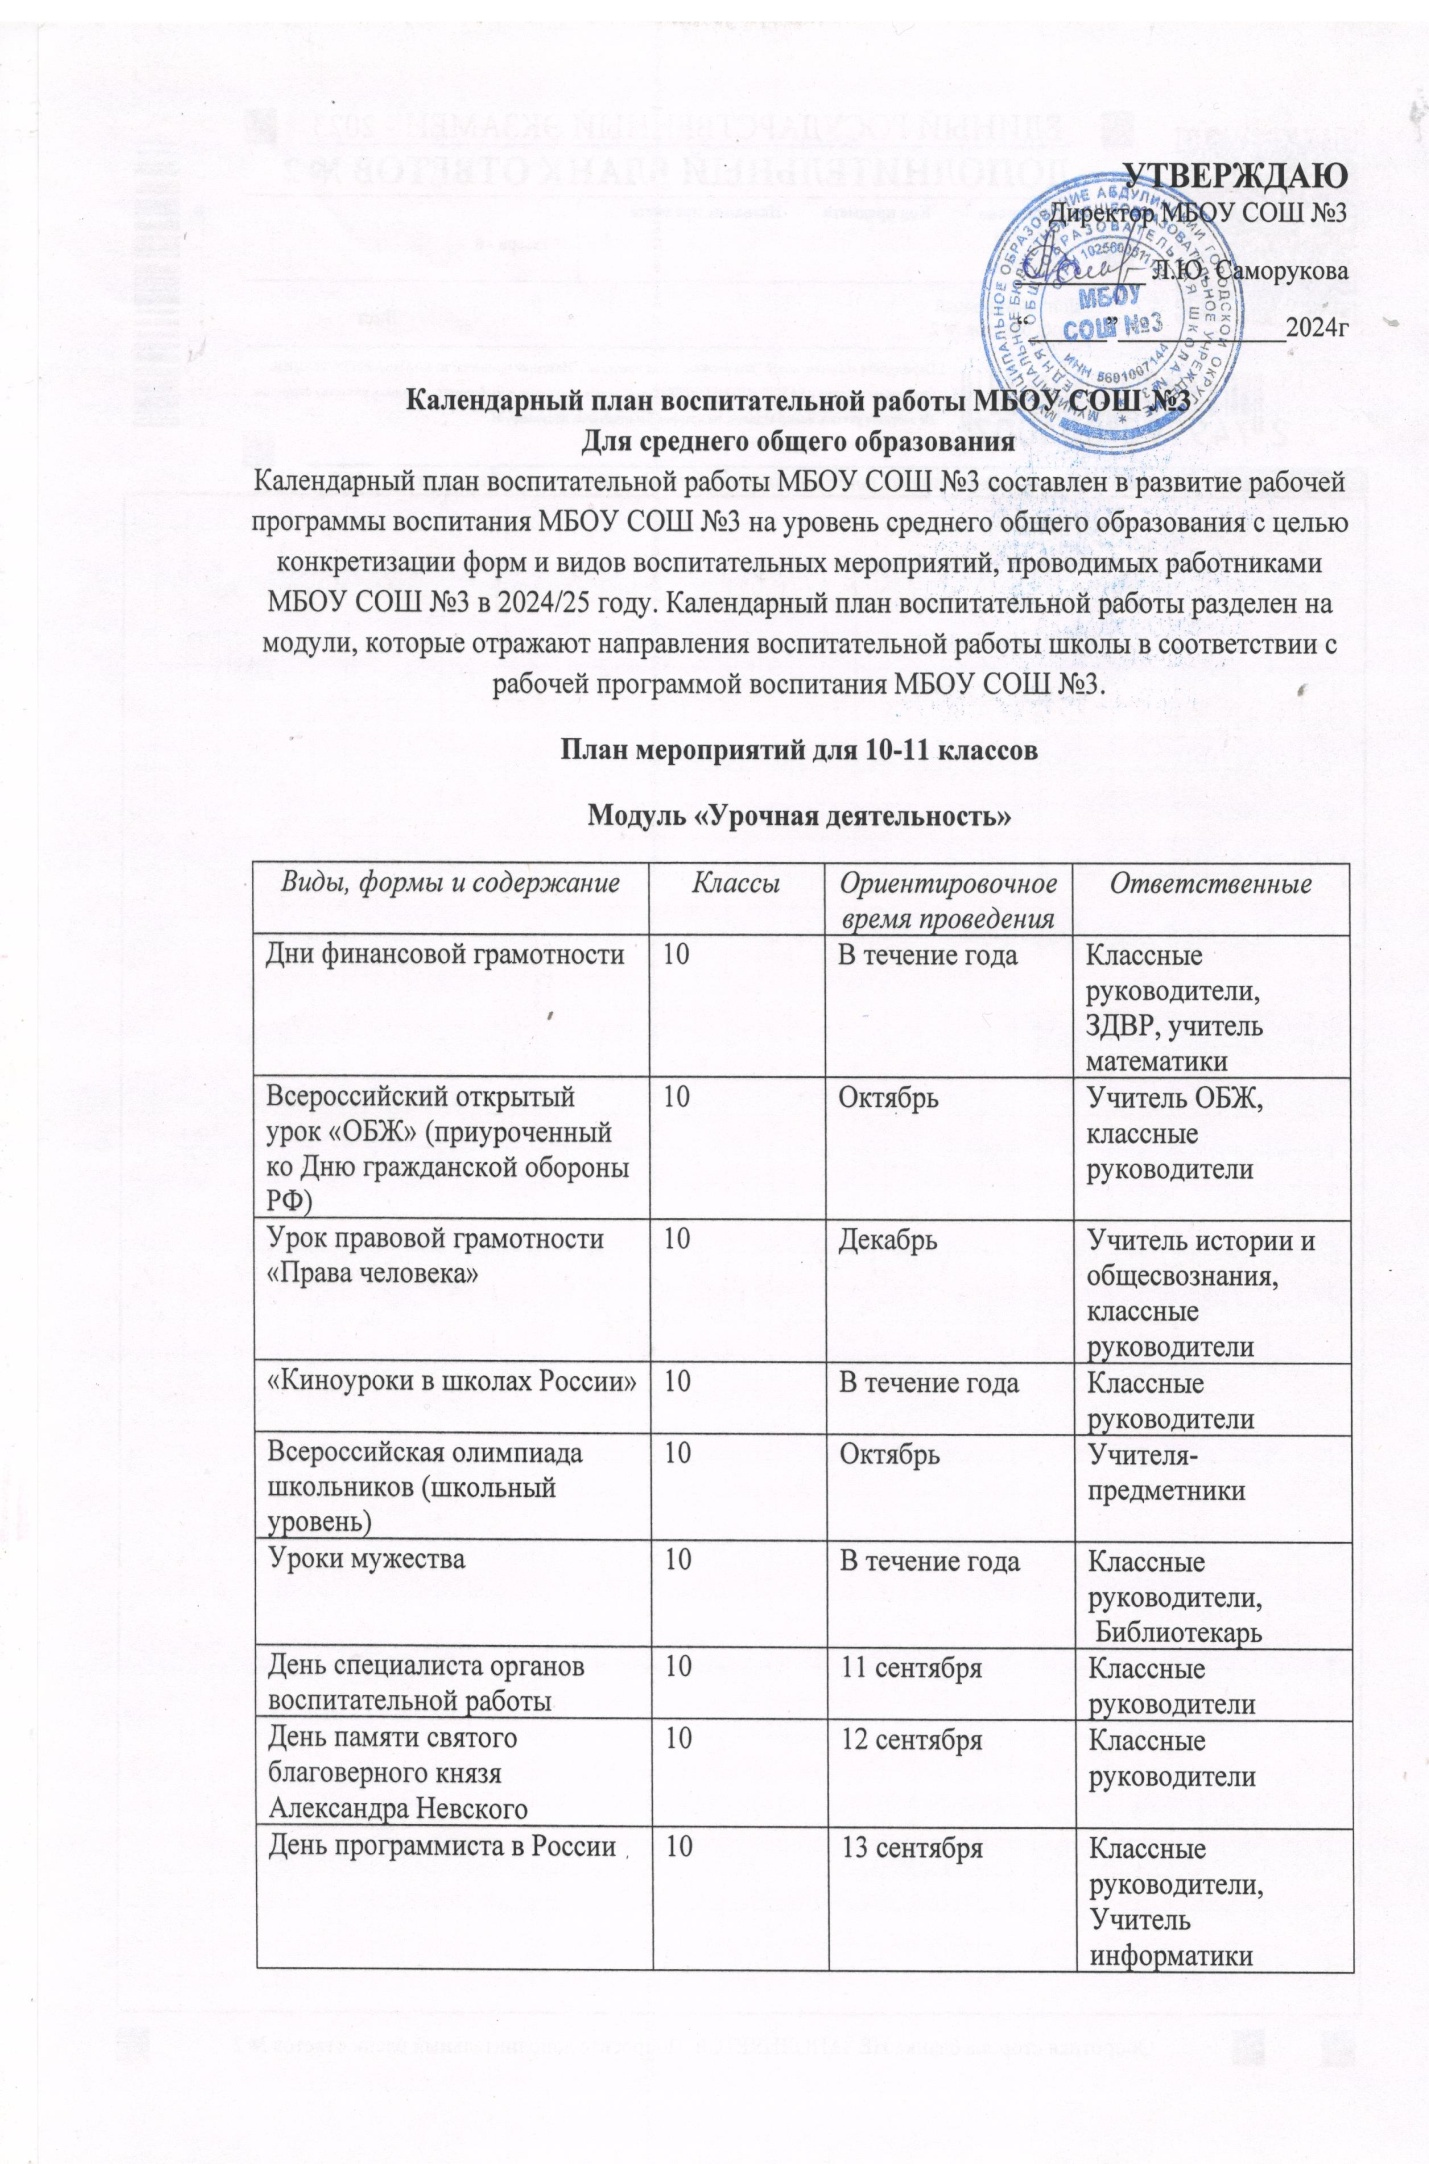 УТВЕРЖДАЮ
Директор МБОУ СОШ №3
Л.Ю. Саморукова
“______”____________2024г
МБОУ
СОШ №3
ИНН 5601007144
Календарный план воспитательной работы МБОУ СОШ №3
Для среднего общего образования
Календарный план воспитательной работы МБОУ СОШ №3 составлен в развитие рабочей
программы воспитания МБОУ СОШ №3 на уровень среднего общего образования с целью
конкретизации форм и видов воспитательных мероприятий, проводимых работниками
МБОУ СОШ №3 в 2024/25 году. Календарный план воспитательной работы разделен на
модули, которые отражают направления воспитательной работы школы в соответствии с
рабочей программой воспитания МБОУ СОШ №3.
План мероприятий для 10-11 классов
Модуль «Урочная деятельность»
Виды, формы и содержание Классы Ориентировочное Ответственные
время проведения
Дни финансовой грамотности 10 В течение года Классные
руководители,
ЗДВР, учитель
математики
Всероссийский открытый 10 Октябрь Учитель ОБЖ,
урок «ОБЖ» (приуроченный классные
ко Дню гражданской обороны руководители
РФ)
Урок правовой грамотности 10 Декабрь Учитель истории и
«Права человека» общесвознания,
классные
руководители
«Киноуроки в школах России» 10 В течение года Классные
руководители
Всероссийская олимпиада 10 Октябрь Учителя-
школьников (школьный предметники
уровень)
Уроки мужества 10 В течение года Классные
руководители,
Библиотекарь
День специалиста органов 10 11 сентября Классные
воспитательной работы руководители
День памяти святого 10 12 сентября Классные
благоверного князя руководители
Александра Невского
День программиста в России 10 13 сентября Классные
руководители,
Учитель
информатики